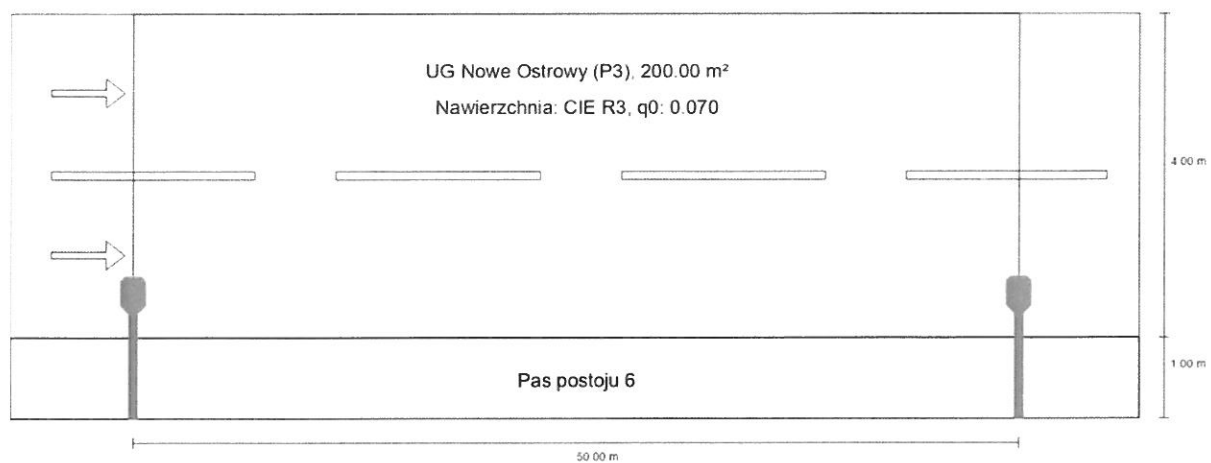 UG Nowe Ostrowy (P3), 200.00 m²
Nawierzchnia: CIE R3, q0: 0.070
4.00 m
1.00 m
Pas postoju 6
50.00 m